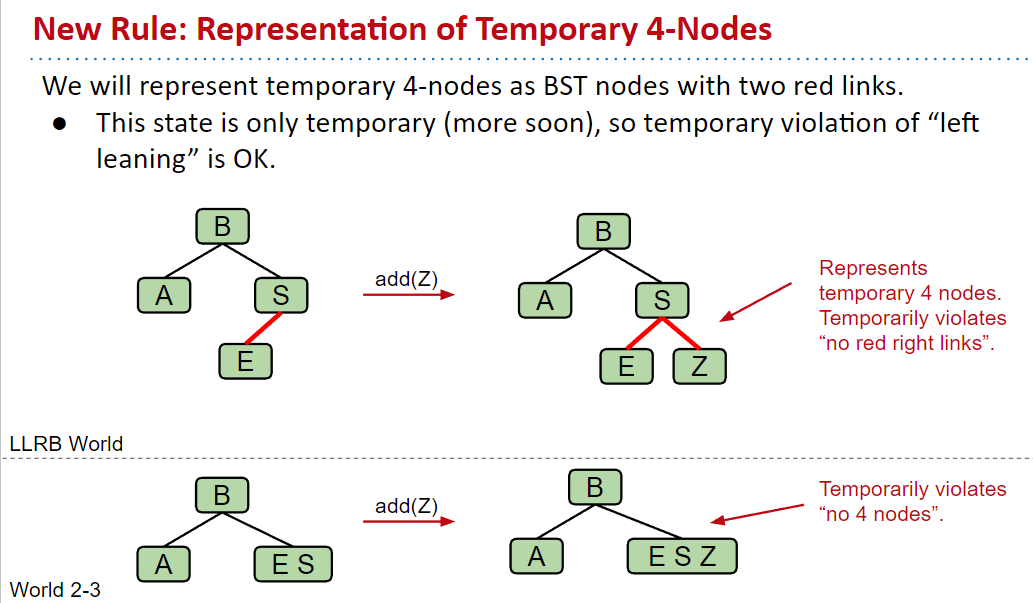 New Rule: Representation of Temporary 4-Nodes
We will represent temporary 4-nodes as BST nodes with two red links.
● This state is only temporary (more soon), so temporary violation of “left
leaning” is OK.
B
A
S
E
add(Z)
B
A
S
E
Z
Represents
temporary 4 nodes.
Temporarily violates
“no red right links”.
LLRB World
B
A
E S
add(Z)
B
A
E S Z
Temporarily violates
“no 4 nodes”.
World 2-3